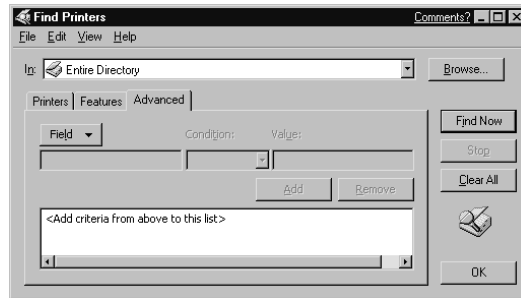 Find Printers Comments?
File Edit View Help
In: Entire Directory Browse...
Printers Features Advanced
Field Condition: Value:
Add Remove
<Add criteria from above to this list>
Find Now
Stop
Clear All
OK